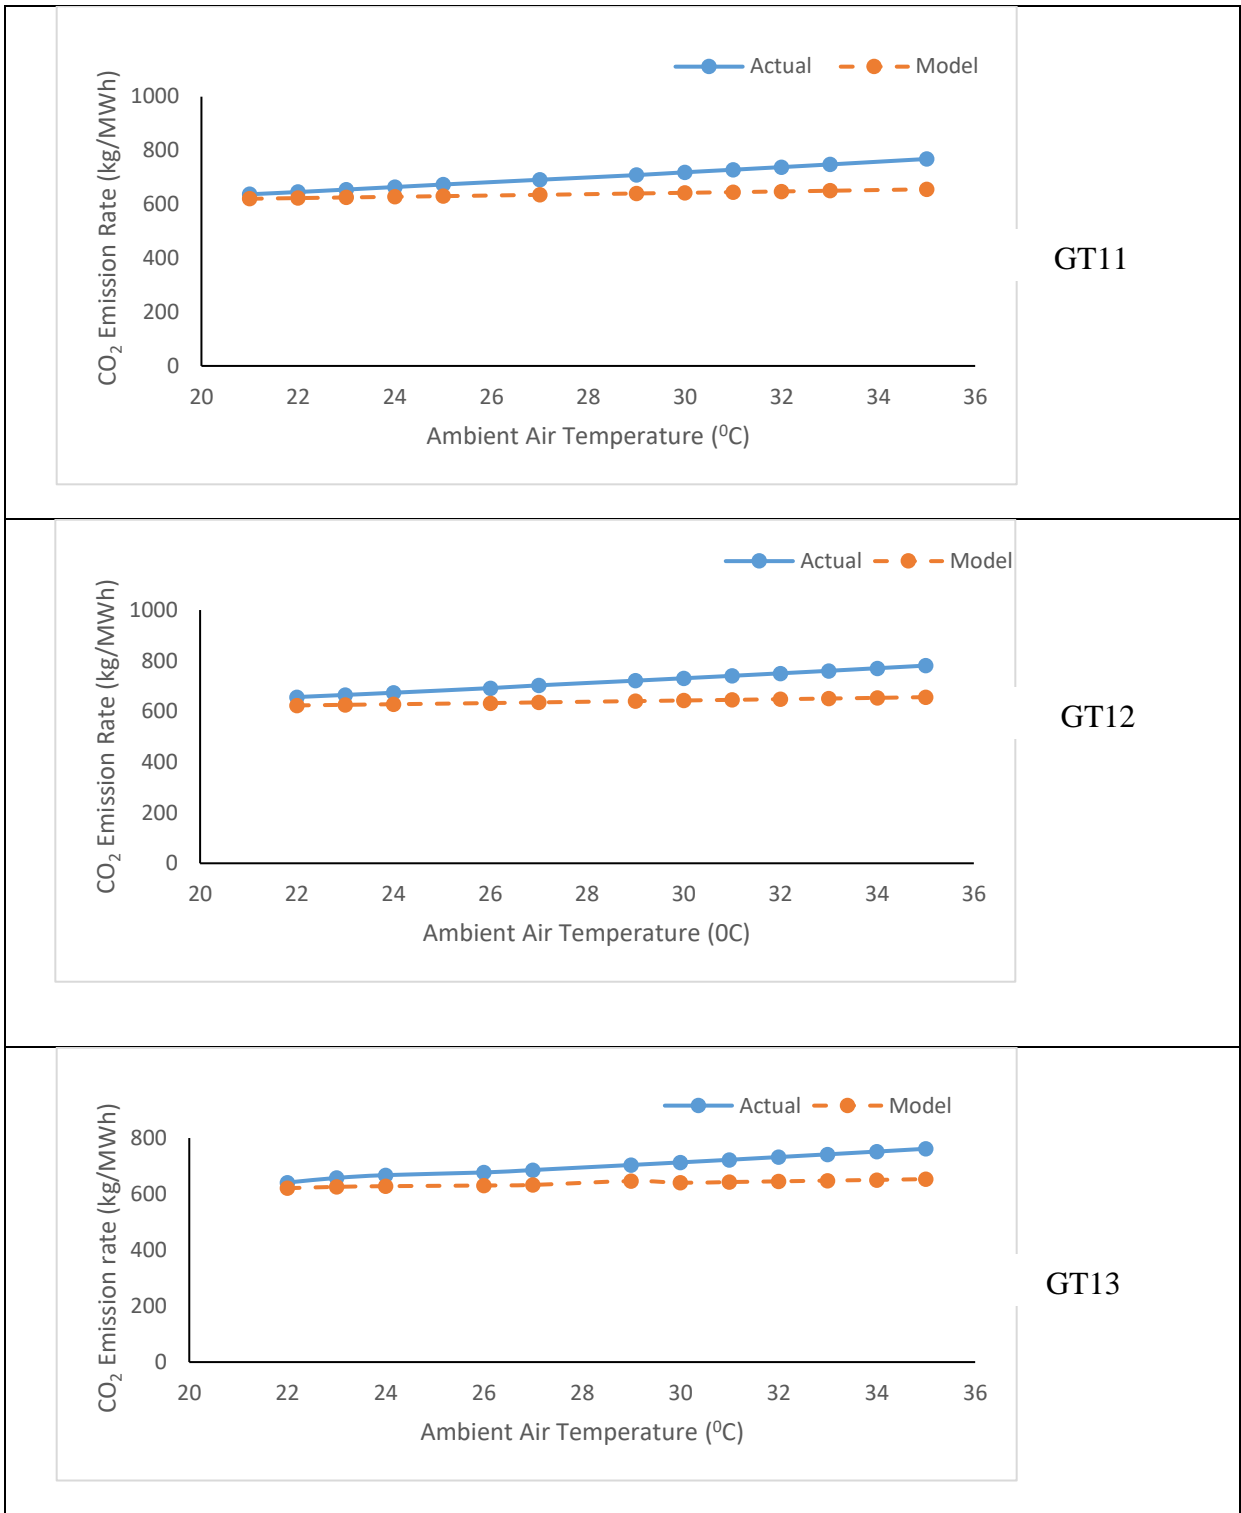 Actual Model
CO₂ Emission Rate (kg/MWh)
1000
800
600
400
200
0
20 22 24 26 28 30 32 34 36
Ambient Air Temperature (⁰C)
GT11
Actual Model
CO₂ Emission Rate (kg/MWh)
1000
800
600
400
200
0
20 22 24 26 28 30 32 34 36
Ambient Air Temperature (0C)
GT12
Actual Model
CO₂ Emission rate (kg/MWh)
800
600
400
200
0
20 22 24 26 28 30 32 34 36
Ambient Air Temperature (⁰C)
GT13